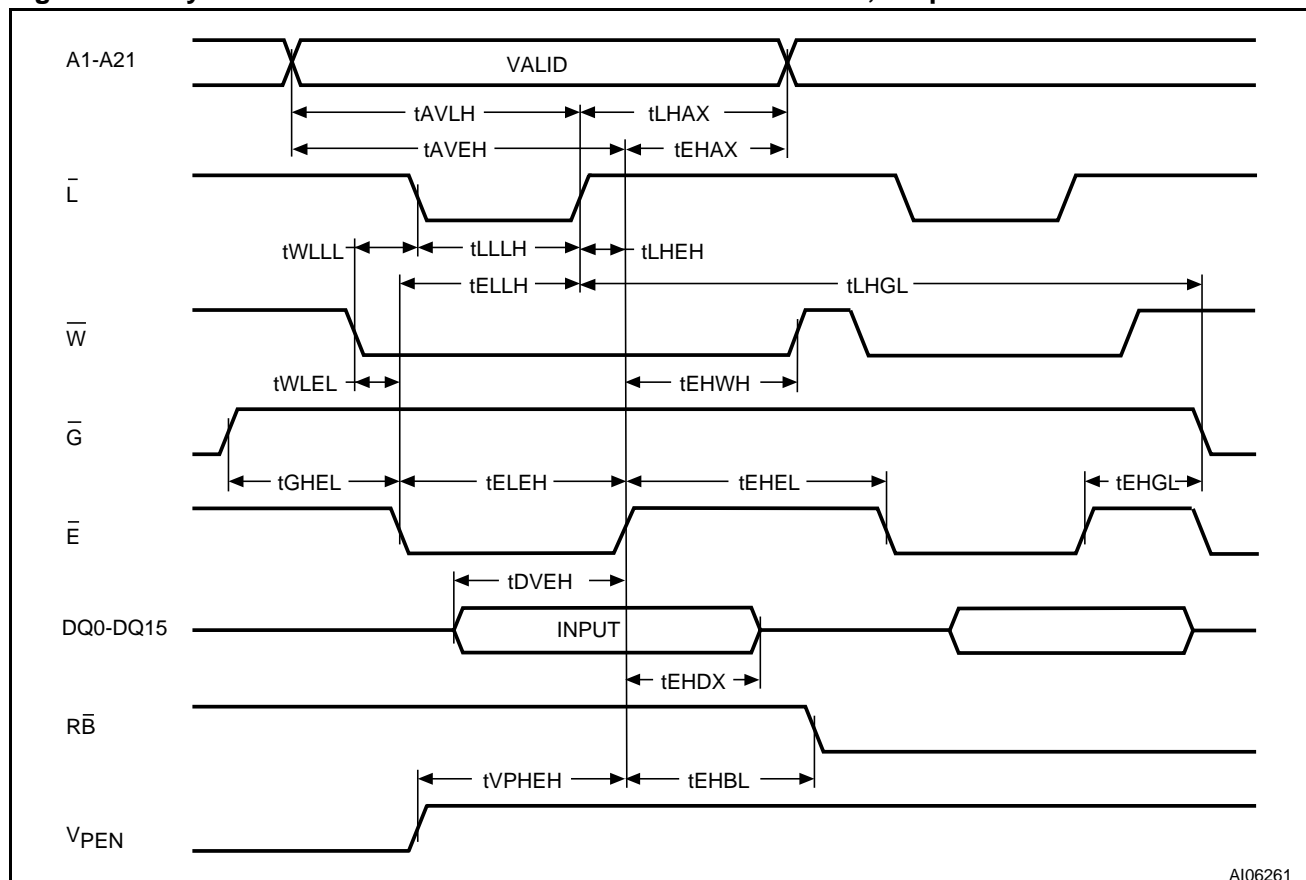 A1-A21
VALID
tAVLH
tLHAX
tAVEH
tEHAX
L̅
tWLLL
tLLLH
tLHEH
tELLH
tLHGL
W̅
tWLEL
tEHWH
G̅
tGHEL
tELEH
tEHEL
tEHGL
E̅
tDVEH
DQ0-DQ15
INPUT
tEHDX
RB̅
tVPHEH
tEHBL
VPEN
AI06261